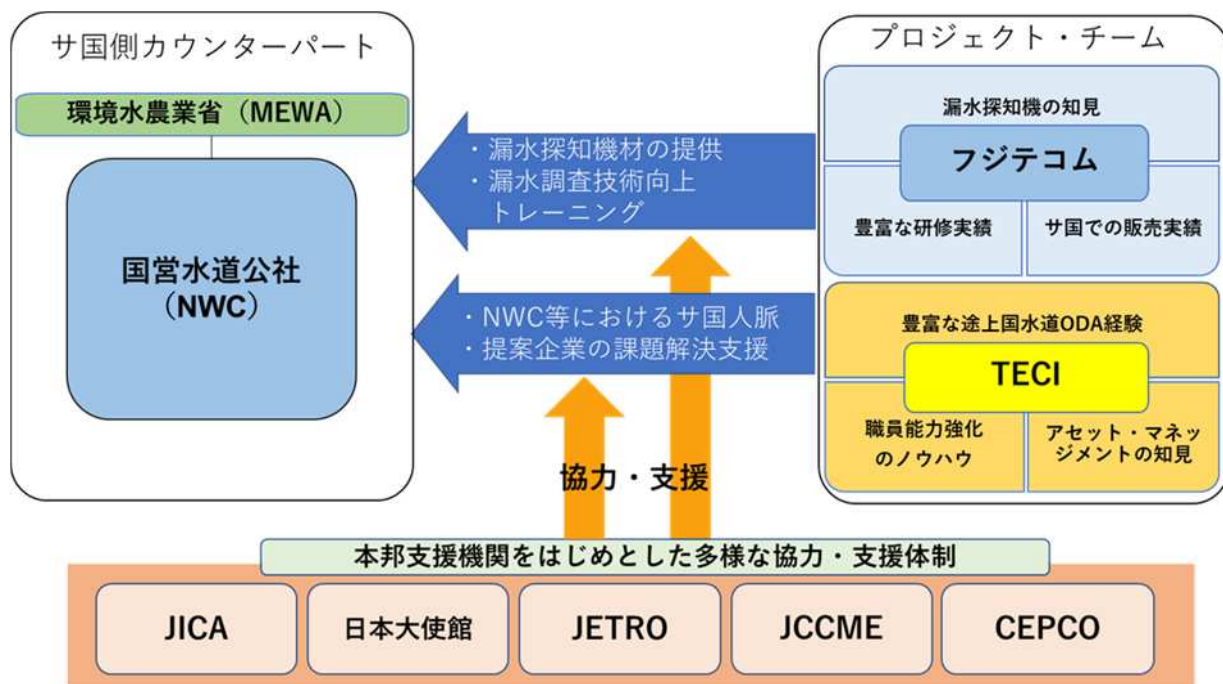 サ国側カウンターパート
環境水農業省（MEWA）
国営水道公社
（NWC）
・漏水探知機材の提供
・漏水調査技術向上
トレーニング
・NWC等におけるサ国人脈
・提案企業の課題解決支援
プロジェクト・チーム
漏水探知機の知見
フジテコム
豊富な研修実績
サ国での販売実績
豊富な途上国水道ODA経験
TECI
職員能力強化
のノウハウ
アセット・マネッ
ジメントの知見
協力・支援
本邦支援機関をはじめとした多様な協力・支援体制
JICA
日本大使館
JETRO
JCCME
CEPCO